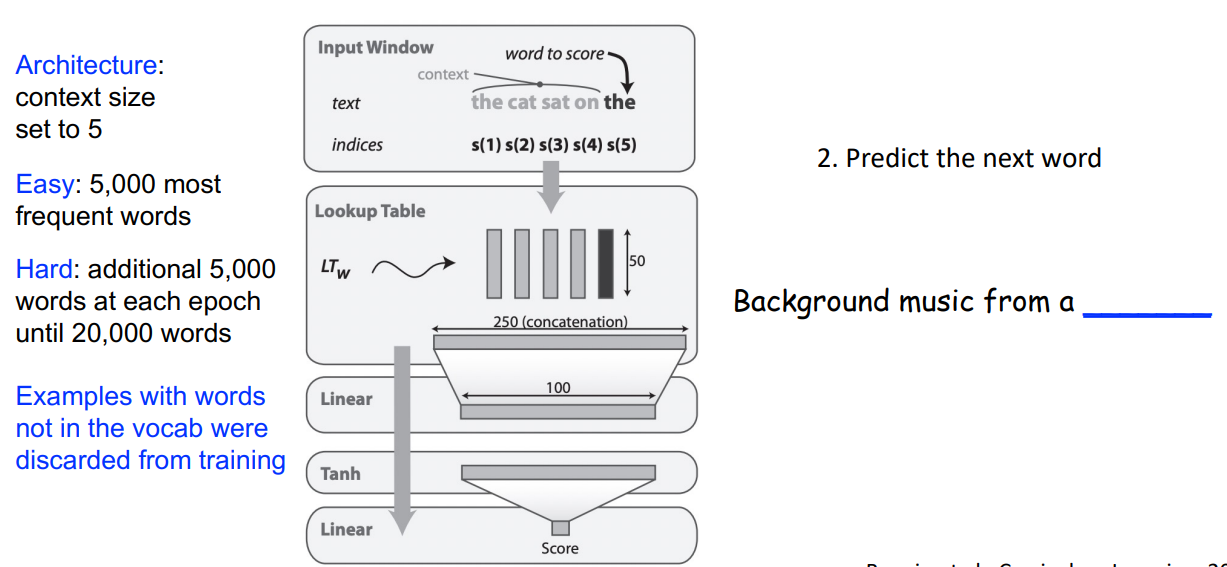 Architecture:
context size
set to 5
Easy: 5,000 most
frequent words
Hard: additional 5,000
words at each epoch
until 20,000 words
Examples with words
not in the vocab were
discarded from training
Input Window
word to score
context
text
the cat sat on the
indices
s(1) s(2) s(3) s(4) s(5)
Lookup Table
LTw
50
250 (concatenation)
100
Linear
Tanh
Linear
Score
2. Predict the next word
Background music from a